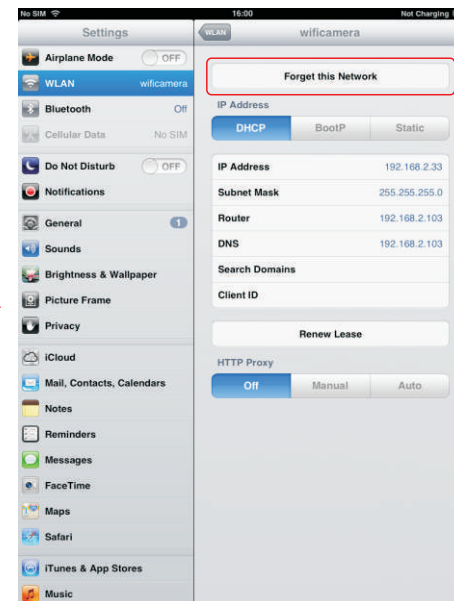 No SIM 16:00 Not Charging
Settings
Airplane Mode OFF
WLAN wificamera
Bluetooth Off
Cellular Data No SIM
Do Not Disturb OFF
Notifications
General 1
Sounds
Brightness & Wallpaper
Picture Frame
Privacy
iCloud
Mail, Contacts, Calendars
Notes
Reminders
Messages
FaceTime
Maps
Safari
iTunes & App Stores
Music
WLAN wificamera
Forget this Network
IP Address
DHCP BootP Static
IP Address 192.168.2.33
Subnet Mask 255.255.255.0
Router 192.168.2.103
DNS 192.168.2.103
Search Domains
Client ID
Renew Lease
HTTP Proxy
Off Manual Auto